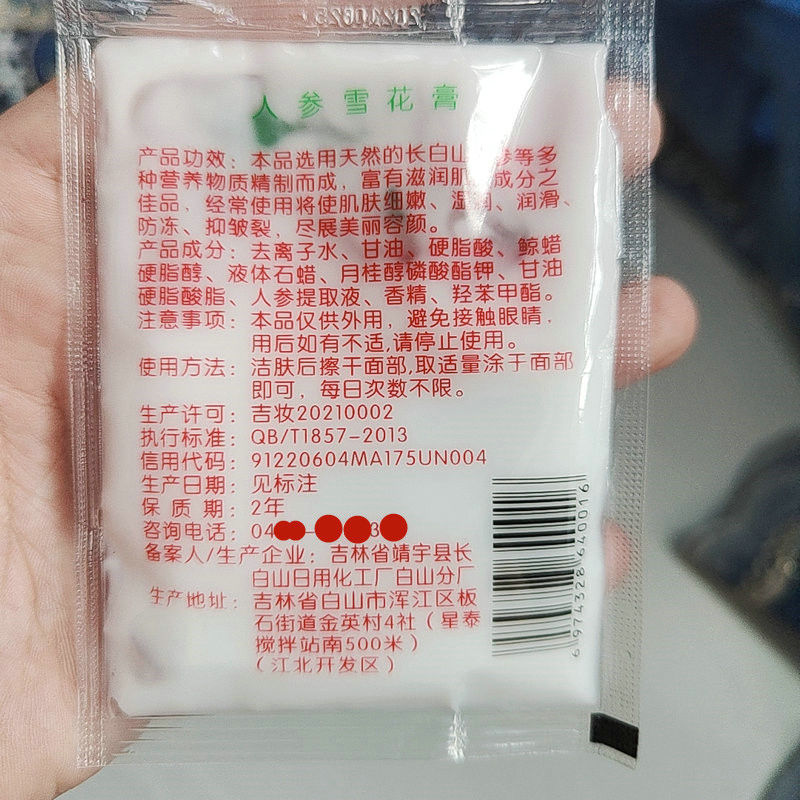 20210625
人参雪花膏
产品功效：本品选用天然的长白山 参等多
种营养物质精制而成，富有滋润肌 成分之
佳品，经常使用将使肌肤细嫩、湿润、润滑、
防冻、抑皱裂，尽展美丽容颜。
产品成分：去离子水、甘油、硬脂酸、鲸蜡
硬脂醇、液体石蜡、月桂醇磷酸酯钾、甘油
硬脂酸脂、人参提取液、香精、羟苯甲酯。
注意事项：本品仅供外用，避免接触眼睛，
用后如有不适,请停止使用。
使用方法：洁肤后擦干面部,取适量涂于面部
即可，每日次数不限。
生产许可：吉妆20210002
执行标准：QB/T1857-2013
信用代码：91220604MA175UN004
生产日期：见标注
保 质 期：2年
咨询电话：04 3
备案人/生产企业：吉林省靖宇县长
白山日用化工厂白山分厂
生产地址：吉林省白山市浑江区板
石街道金英村4社（星泰
搅拌站南500米）
（江北开发区）
6 974328 640016